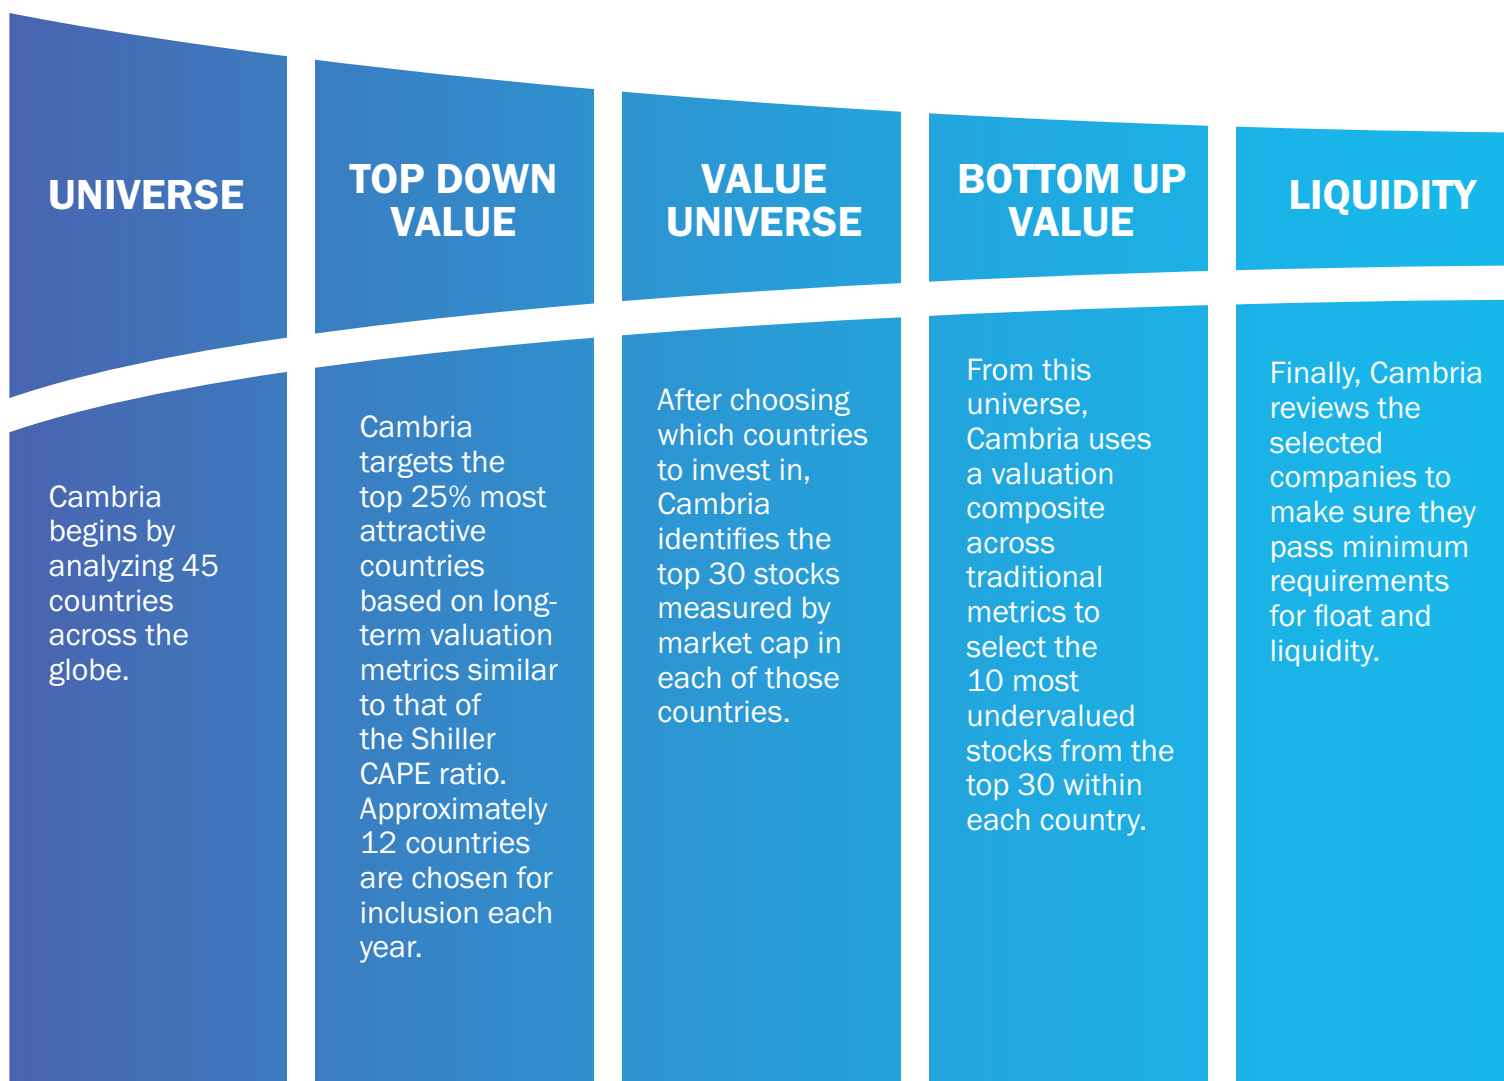 UNIVERSE
Cambria
begins by
analyzing 45
countries
across the
globe.
TOP DOWN
VALUE
Cambria
targets the
top 25% most
attractive
countries
based on long-
term valuation
metrics similar
to that of
the Shiller
CAPE ratio.
Approximately
12 countries
are chosen for
inclusion each
year.
VALUE
UNIVERSE
After choosing
which countries
to invest in,
Cambria
identifies the
top 30 stocks
measured by
market cap in
each of those
countries.
BOTTOM UP
VALUE
From this
universe,
Cambria uses
a valuation
composite
across
traditional
metrics to
select the
10 most
undervalued
stocks from the
top 30 within
each country.
LIQUIDITY
Finally, Cambria
reviews the
selected
companies to
make sure they
pass minimum
requirements
for float and
liquidity.